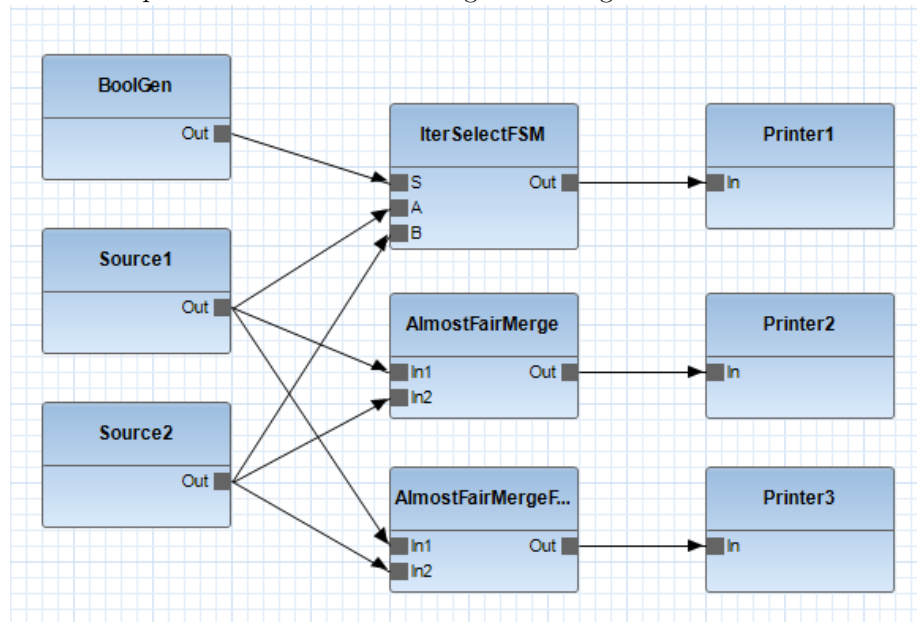 BoolGen
Out
Source1
Out
Source2
Out
IterSelectFSM
S Out
A
B
AlmostFairMerge
In1 Out
In2
AlmostFairMergeF...
In1 Out
In2
Printer1
In
Printer2
In
Printer3
In